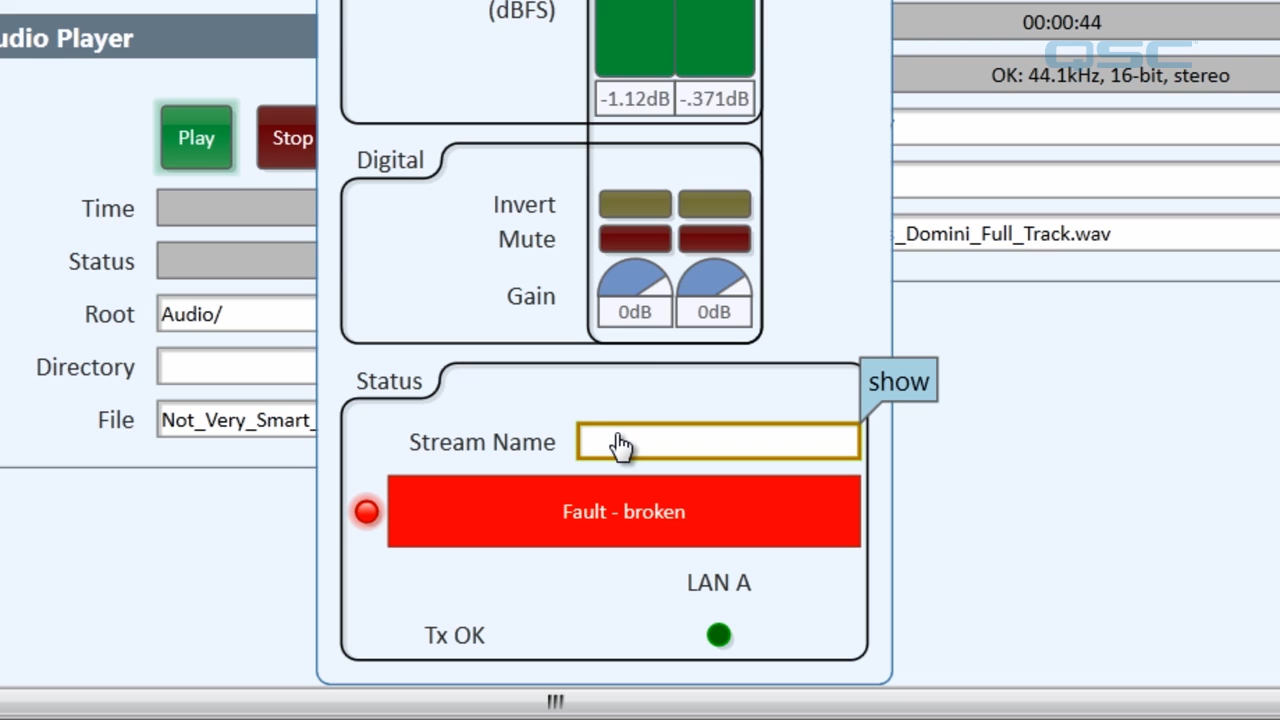 udio Player
Play
Stop
Time
Status
Root
Audio/
Directory
File
Not_Very_Smart_
(dBFS)
-1.12dB
-.371dB
Digital
Invert
Mute
Gain
0dB
0dB
Status
show
Stream Name
Fault - broken
LAN A
Tx OK
00:00:44
QSC
OK: 44.1kHz, 16-bit, stereo
_Domini_Full_Track.wav